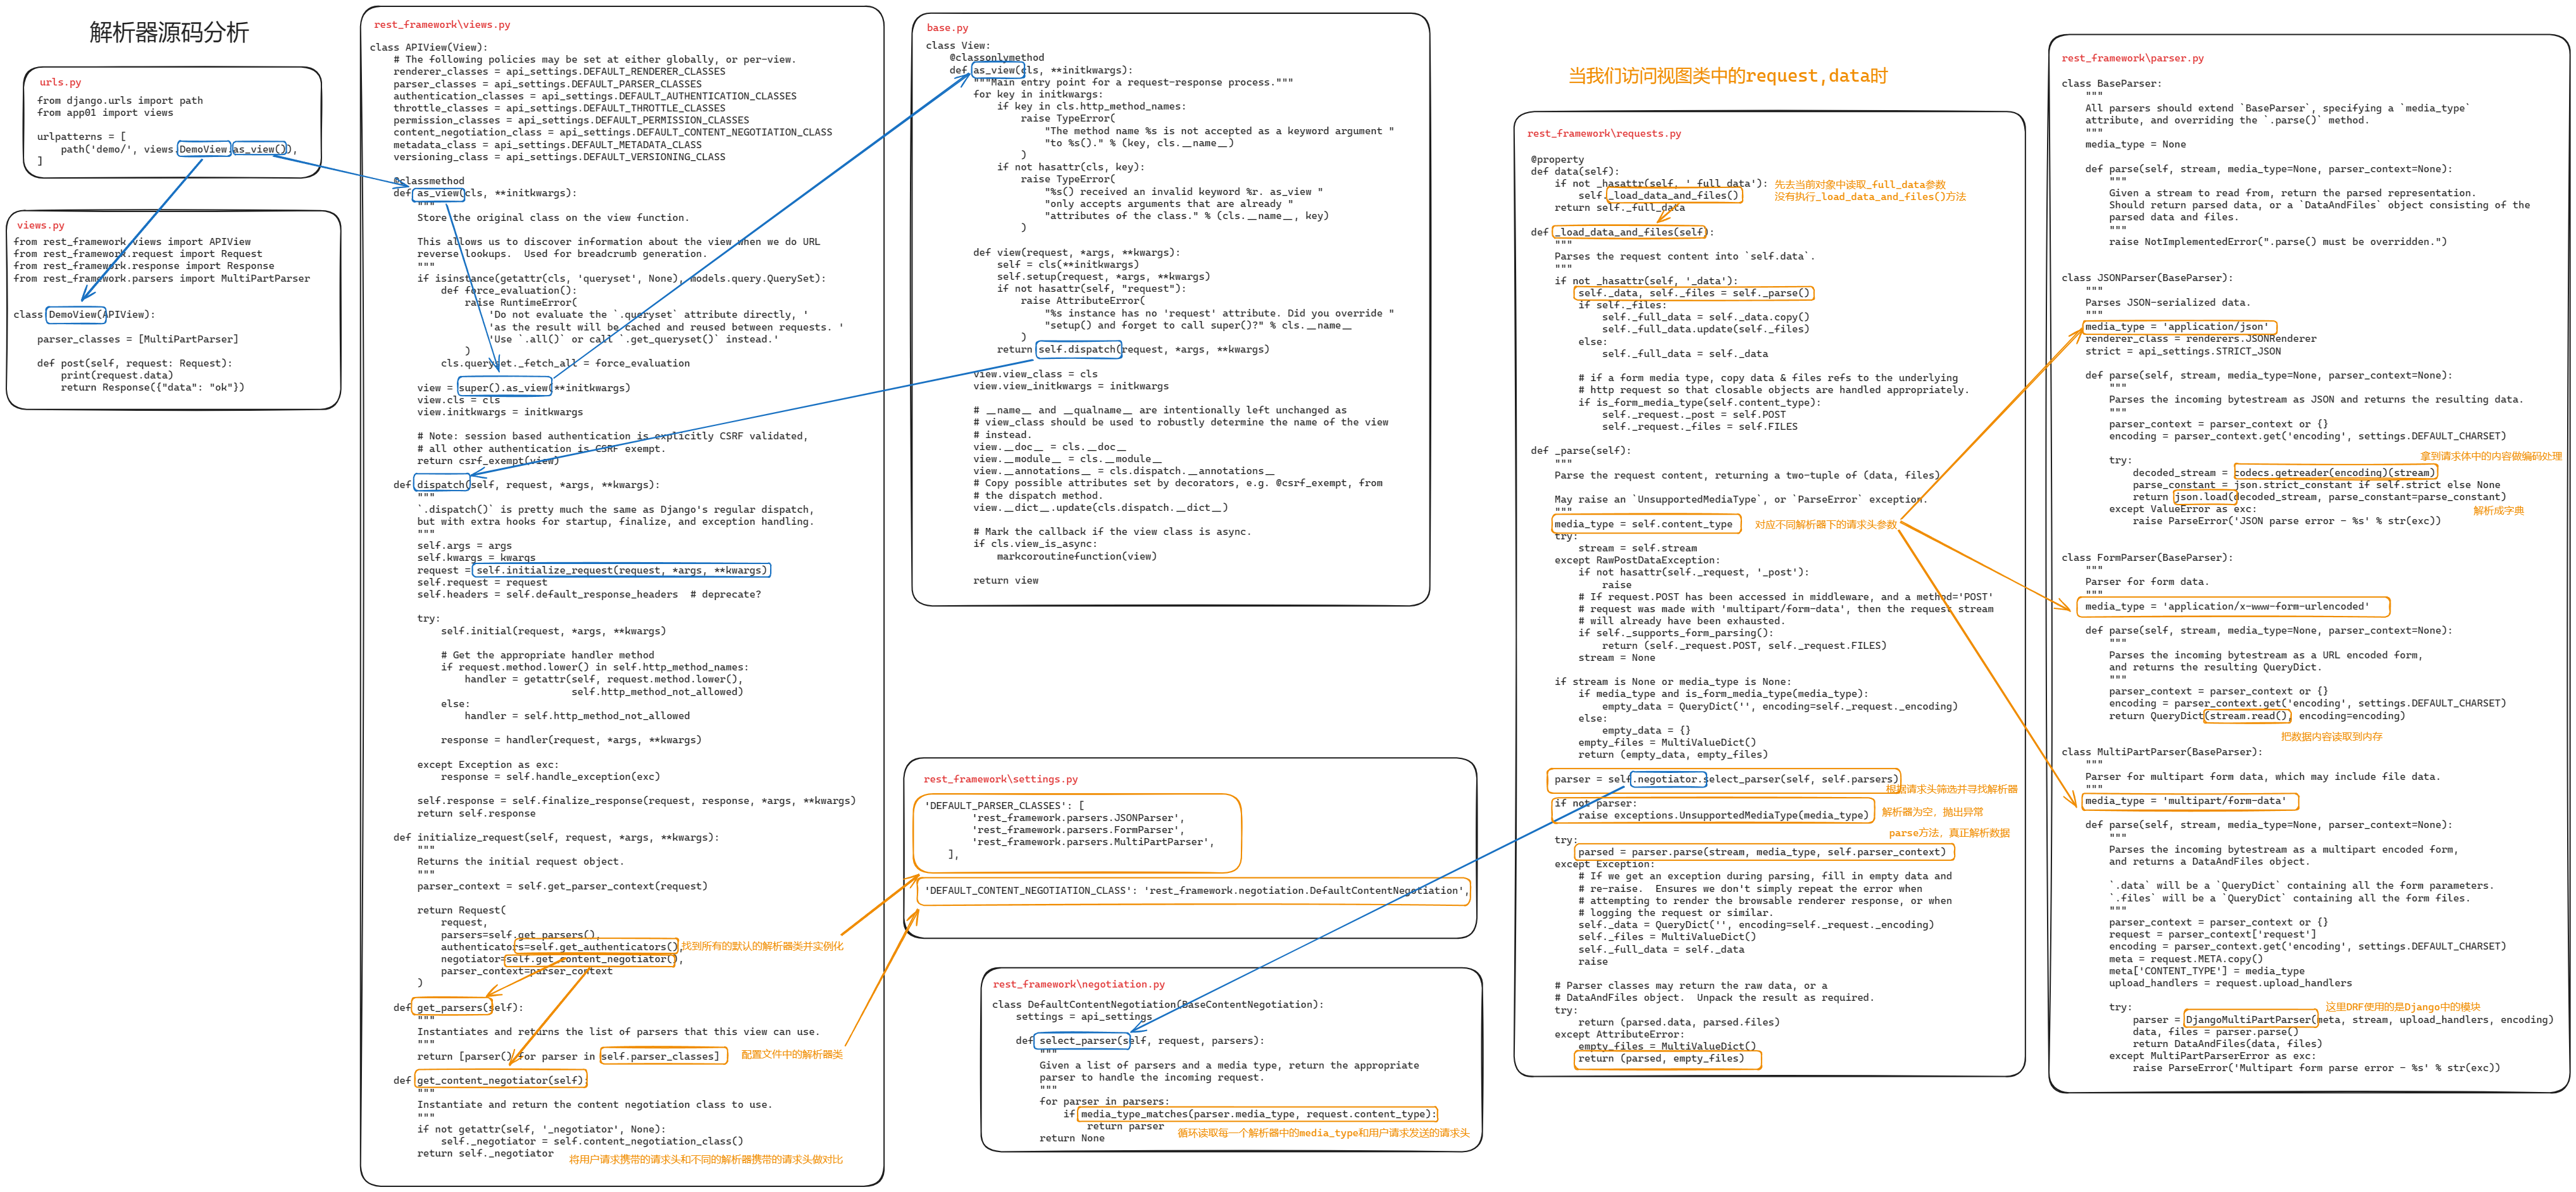 解析器源码分析
urls.py
from django.urls import path
from app01 import views
urlpatterns = [
    path('demo/', views.DemoView.as_view()),
]
views.py
from rest_framework.views import APIView
from rest_framework.request import Request
from rest_framework.response import Response
from rest_framework.parsers import MultiPartParser
class DemoView(APIView):
    parser_classes = [MultiPartParser]
    def post(self, request: Request):
        print(request.data)
        return Response({"data": "ok"})
rest_framework\views.py
class APIView(View):
    # The following policies may be set at either globally, or per-view.
    renderer_classes = api_settings.DEFAULT_RENDERER_CLASSES
    parser_classes = api_settings.DEFAULT_PARSER_CLASSES
    authentication_classes = api_settings.DEFAULT_AUTHENTICATION_CLASSES
    throttle_classes = api_settings.DEFAULT_THROTTLE_CLASSES
    permission_classes = api_settings.DEFAULT_PERMISSION_CLASSES
    content_negotiation_class = api_settings.DEFAULT_CONTENT_NEGOTIATION_CLASS
    metadata_class = api_settings.DEFAULT_METADATA_CLASS
    versioning_class = api_settings.DEFAULT_VERSIONING_CLASS
    @classmethod
    def as_view(cls, **initkwargs):
        """
        Store the original class on the view function.
        This allows us to discover information about the view when we do URL
        reverse lookups.  Used for breadcrumb generation.
        """
        if isinstance(getattr(cls, 'queryset', None), models.query.QuerySet):
            def force_evaluation():
                raise RuntimeError(
                    'Do not evaluate the `.queryset` attribute directly, '
                    'as the result will be cached and reused between requests. '
                    'Use `.all()` or call `.get_queryset()` instead.'
                )
            cls.queryset._fetch_all = force_evaluation
        view = super().as_view(**initkwargs)
        view.cls = cls
        view.initkwargs = initkwargs
        # Note: session based authentication is explicitly CSRF validated,
        # all other authentication is CSRF exempt.
        return csrf_exempt(view)
    def dispatch(self, request, *args, **kwargs):
        """
        `.dispatch()` is pretty much the same as Django's regular dispatch,
        but with extra hooks for startup, finalize, and exception handling.
        """
        self.args = args
        self.kwargs = kwargs
        request = self.initialize_request(request, *args, **kwargs)
        self.request = request
        self.headers = self.default_response_headers  # deprecate?
        try:
            self.initial(request, *args, **kwargs)
            # Get the appropriate handler method
            if request.method.lower() in self.http_method_names:
                handler = getattr(self, request.method.lower(),
                                  self.http_method_not_allowed)
            else:
                handler = self.http_method_not_allowed
            response = handler(request, *args, **kwargs)
        except Exception as exc:
            response = self.handle_exception(exc)
        self.response = self.finalize_response(request, response, *args, **kwargs)
        return self.response
    def initialize_request(self, request, *args, **kwargs):
        """
        Returns the initial request object.
        """
        parser_context = self.get_parser_context(request)
        return Request(
            request,
            parsers=self.get_parsers(),
            authenticators=self.get_authenticators(), 找到所有的默认的解析器类并实例化
            negotiator=self.get_content_negotiator(),
            parser_context=parser_context
        )
    def get_parsers(self):
        """
        Instantiates and returns the list of parsers that this view can use.
        """
        return [parser() for parser in self.parser_classes] 配置文件中的解析器类
    def get_content_negotiator(self):
        """
        Instantiate and return the content negotiation class to use.
        """
        if not getattr(self, '_negotiator', None):
            self._negotiator = self.content_negotiation_class()
        return self._negotiator
将用户请求携带的请求头和不同的解析器携带的请求头做对比
base.py
class View:
    @classonlymethod
    def as_view(cls, **initkwargs):
        """Main entry point for a request-response process."""
        for key in initkwargs:
            if key in cls.http_method_names:
                raise TypeError(
                    "The method name %s is not accepted as a keyword argument "
                    "to %s()." % (key, cls.__name__)
                )
            if not hasattr(cls, key):
                raise TypeError(
                    "%s() received an invalid keyword %r. as_view "
                    "only accepts arguments that are already "
                    "attributes of the class." % (cls.__name__, key)
                )
        def view(request, *args, **kwargs):
            self = cls(**initkwargs)
            self.setup(request, *args, **kwargs)
            if not hasattr(self, "request"):
                raise AttributeError(
                    "%s instance has no 'request' attribute. Did you override "
                    "setup() and forget to call super()?" % cls.__name__
                )
            return self.dispatch(request, *args, **kwargs)
        view.view_class = cls
        view.view_initkwargs = initkwargs
        # __name__ and __qualname__ are intentionally left unchanged as
        # view_class should be used to robustly determine the name of the view
        # instead.
        view.__doc__ = cls.__doc__
        view.__module__ = cls.__module__
        view.__annotations__ = cls.dispatch.__annotations__
        # Copy possible attributes set by decorators, e.g. @csrf_exempt, from
        # the dispatch method.
        view.__dict__.update(cls.dispatch.__dict__)
        # Mark the callback if the view class is async.
        if cls.view_is_async:
            markcoroutinefunction(view)
        return view
rest_framework\settings.py
'DEFAULT_PARSER_CLASSES': [
        'rest_framework.parsers.JSONParser',
        'rest_framework.parsers.FormParser',
        'rest_framework.parsers.MultiPartParser',
    ],
'DEFAULT_CONTENT_NEGOTIATION_CLASS': 'rest_framework.negotiation.DefaultContentNegotiation',
rest_framework\negotiation.py
class DefaultContentNegotiation(BaseContentNegotiation):
    settings = api_settings
    def select_parser(self, request, parsers):
        """
        Given a list of parsers and a media type, return the appropriate
        parser to handle the incoming request.
        """
        for parser in parsers:
            if media_type_matches(parser.media_type, request.content_type):
                return parser
        return None
循环读取每一个解析器中的media_type和用户请求发送的请求头
当我们访问视图类中的request,data时
rest_framework\requests.py
@property
def data(self):
    if not _hasattr(self, '_full_data'): 先去当前对象中读取_full_data参数
        self._load_data_and_files() 没有执行_load_data_and_files()方法
    return self._full_data
def _load_data_and_files(self):
    """
    Parses the request content into `self.data`.
    """
    if not _hasattr(self, '_data'):
        self._data, self._files = self._parse()
        if self._files:
            self._full_data = self._data.copy()
            self._full_data.update(self._files)
        else:
            self._full_data = self._data
        # if a form media type, copy data & files refs to the underlying
        # http request so that closable objects are handled appropriately.
        if is_form_media_type(self.content_type):
            self._request._post = self.POST
            self._request._files = self.FILES
def _parse(self):
    """
    Parse the request content, returning a two-tuple of (data, files)
    May raise an `UnsupportedMediaType`, or `ParseError` exception.
    """
    media_type = self.content_type 对应不同解析器下的请求头参数
    try:
        stream = self.stream
    except RawPostDataException:
        if not hasattr(self._request, '_post'):
            raise
        # If request.POST has been accessed in middleware, and a method='POST'
        # request was made with 'multipart/form-data', then the request stream
        # will already have been exhausted.
        if self._supports_form_parsing():
            return (self._request.POST, self._request.FILES)
        stream = None
    if stream is None or media_type is None:
        if media_type and is_form_media_type(media_type):
            empty_data = QueryDict('', encoding=self._request._encoding)
        else:
            empty_data = {}
        empty_files = MultiValueDict()
        return (empty_data, empty_files)
    parser = self.negotiator.select_parser(self, self.parsers)
根据请求头筛选并寻找解析器
    if not parser:
        raise exceptions.UnsupportedMediaType(media_type) 解析器为空，抛出异常
parse方法，真正解析数据
    try:
        parsed = parser.parse(stream, media_type, self.parser_context)
    except Exception:
        # If we get an exception during parsing, fill in empty data and
        # re-raise.  Ensures we don't simply repeat the error when
        # attempting to render the browsable renderer response, or when
        # logging the request or similar.
        self._data = QueryDict('', encoding=self._request._encoding)
        self._files = MultiValueDict()
        self._full_data = self._data
        raise
    # Parser classes may return the raw data, or a
    # DataAndFiles object.  Unpack the result as required.
    try:
        return (parsed.data, parsed.files)
    except AttributeError:
        empty_files = MultiValueDict()
        return (parsed, empty_files)
rest_framework\parser.py
class BaseParser:
    """
    All parsers should extend `BaseParser`, specifying a `media_type`
    attribute, and overriding the `.parse()` method.
    """
    media_type = None
    def parse(self, stream, media_type=None, parser_context=None):
        """
        Given a stream to read from, return the parsed representation.
        Should return parsed data, or a `DataAndFiles` object consisting of the
        parsed data and files.
        """
        raise NotImplementedError(".parse() must be overridden.")
class JSONParser(BaseParser):
    """
    Parses JSON-serialized data.
    """
    media_type = 'application/json'
    renderer_class = renderers.JSONRenderer
    strict = api_settings.STRICT_JSON
    def parse(self, stream, media_type=None, parser_context=None):
        """
        Parses the incoming bytestream as JSON and returns the resulting data.
        """
        parser_context = parser_context or {}
        encoding = parser_context.get('encoding', settings.DEFAULT_CHARSET)
拿到请求体中的内容做编码处理
        try:
            decoded_stream = codecs.getreader(encoding)(stream)
            parse_constant = json.strict_constant if self.strict else None
            return json.load(decoded_stream, parse_constant=parse_constant)
        except ValueError as exc: 解析成字典
            raise ParseError('JSON parse error - %s' % str(exc))
class FormParser(BaseParser):
    """
    Parser for form data.
    """
    media_type = 'application/x-www-form-urlencoded'
    def parse(self, stream, media_type=None, parser_context=None):
        """
        Parses the incoming bytestream as a URL encoded form,
        and returns the resulting QueryDict.
        """
        parser_context = parser_context or {}
        encoding = parser_context.get('encoding', settings.DEFAULT_CHARSET)
        return QueryDict(stream.read(), encoding=encoding)
把数据内容读取到内存
class MultiPartParser(BaseParser):
    """
    Parser for multipart form data, which may include file data.
    """
    media_type = 'multipart/form-data'
    def parse(self, stream, media_type=None, parser_context=None):
        """
        Parses the incoming bytestream as a multipart encoded form,
        and returns a DataAndFiles object.
        `.data` will be a `QueryDict` containing all the form parameters.
        `.files` will be a `QueryDict` containing all the form files.
        """
        parser_context = parser_context or {}
        request = parser_context['request']
        encoding = parser_context.get('encoding', settings.DEFAULT_CHARSET)
        meta = request.META.copy()
        meta['CONTENT_TYPE'] = media_type
        upload_handlers = request.upload_handlers
        try: 这里DRF使用的是Django中的模块
            parser = DjangoMultiPartParser(meta, stream, upload_handlers, encoding)
            data, files = parser.parse()
            return DataAndFiles(data, files)
        except MultiPartParserError as exc:
            raise ParseError('Multipart form parse error - %s' % str(exc))